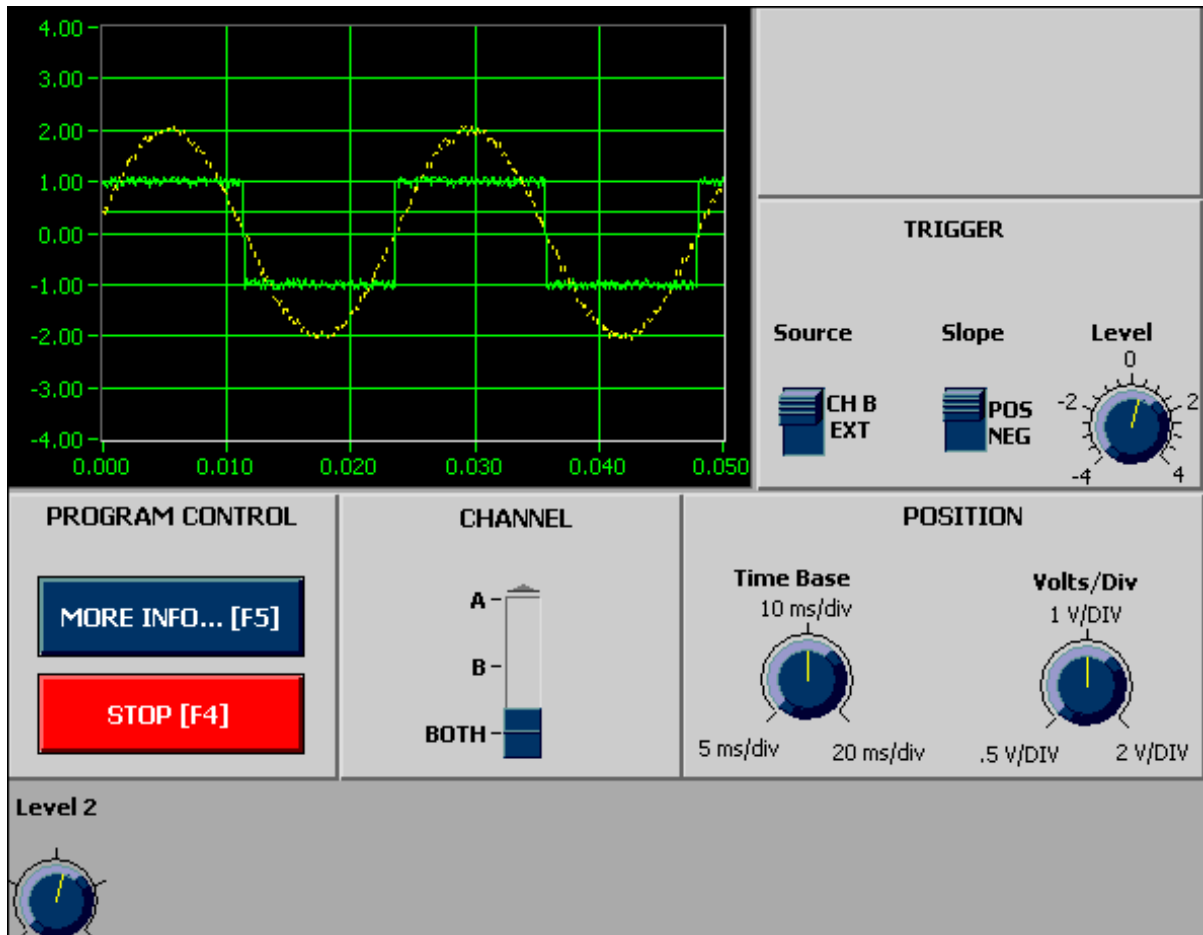 4.00
3.00
2.00
1.00
0.00
-1.00
-2.00
-3.00
-4.00
0.000 0.010 0.020 0.030 0.040 0.050
TRIGGER
Source Slope Level
0
-2 2
CH B POS
EXT NEG
-4 4
PROGRAM CONTROL
MORE INFO... [F5]
STOP [F4]
CHANNEL
A
B
BOTH
POSITION
Time Base
10 ms/div
5 ms/div 20 ms/div
Volts/Div
1 V/DIV
.5 V/DIV 2 V/DIV
Level 2